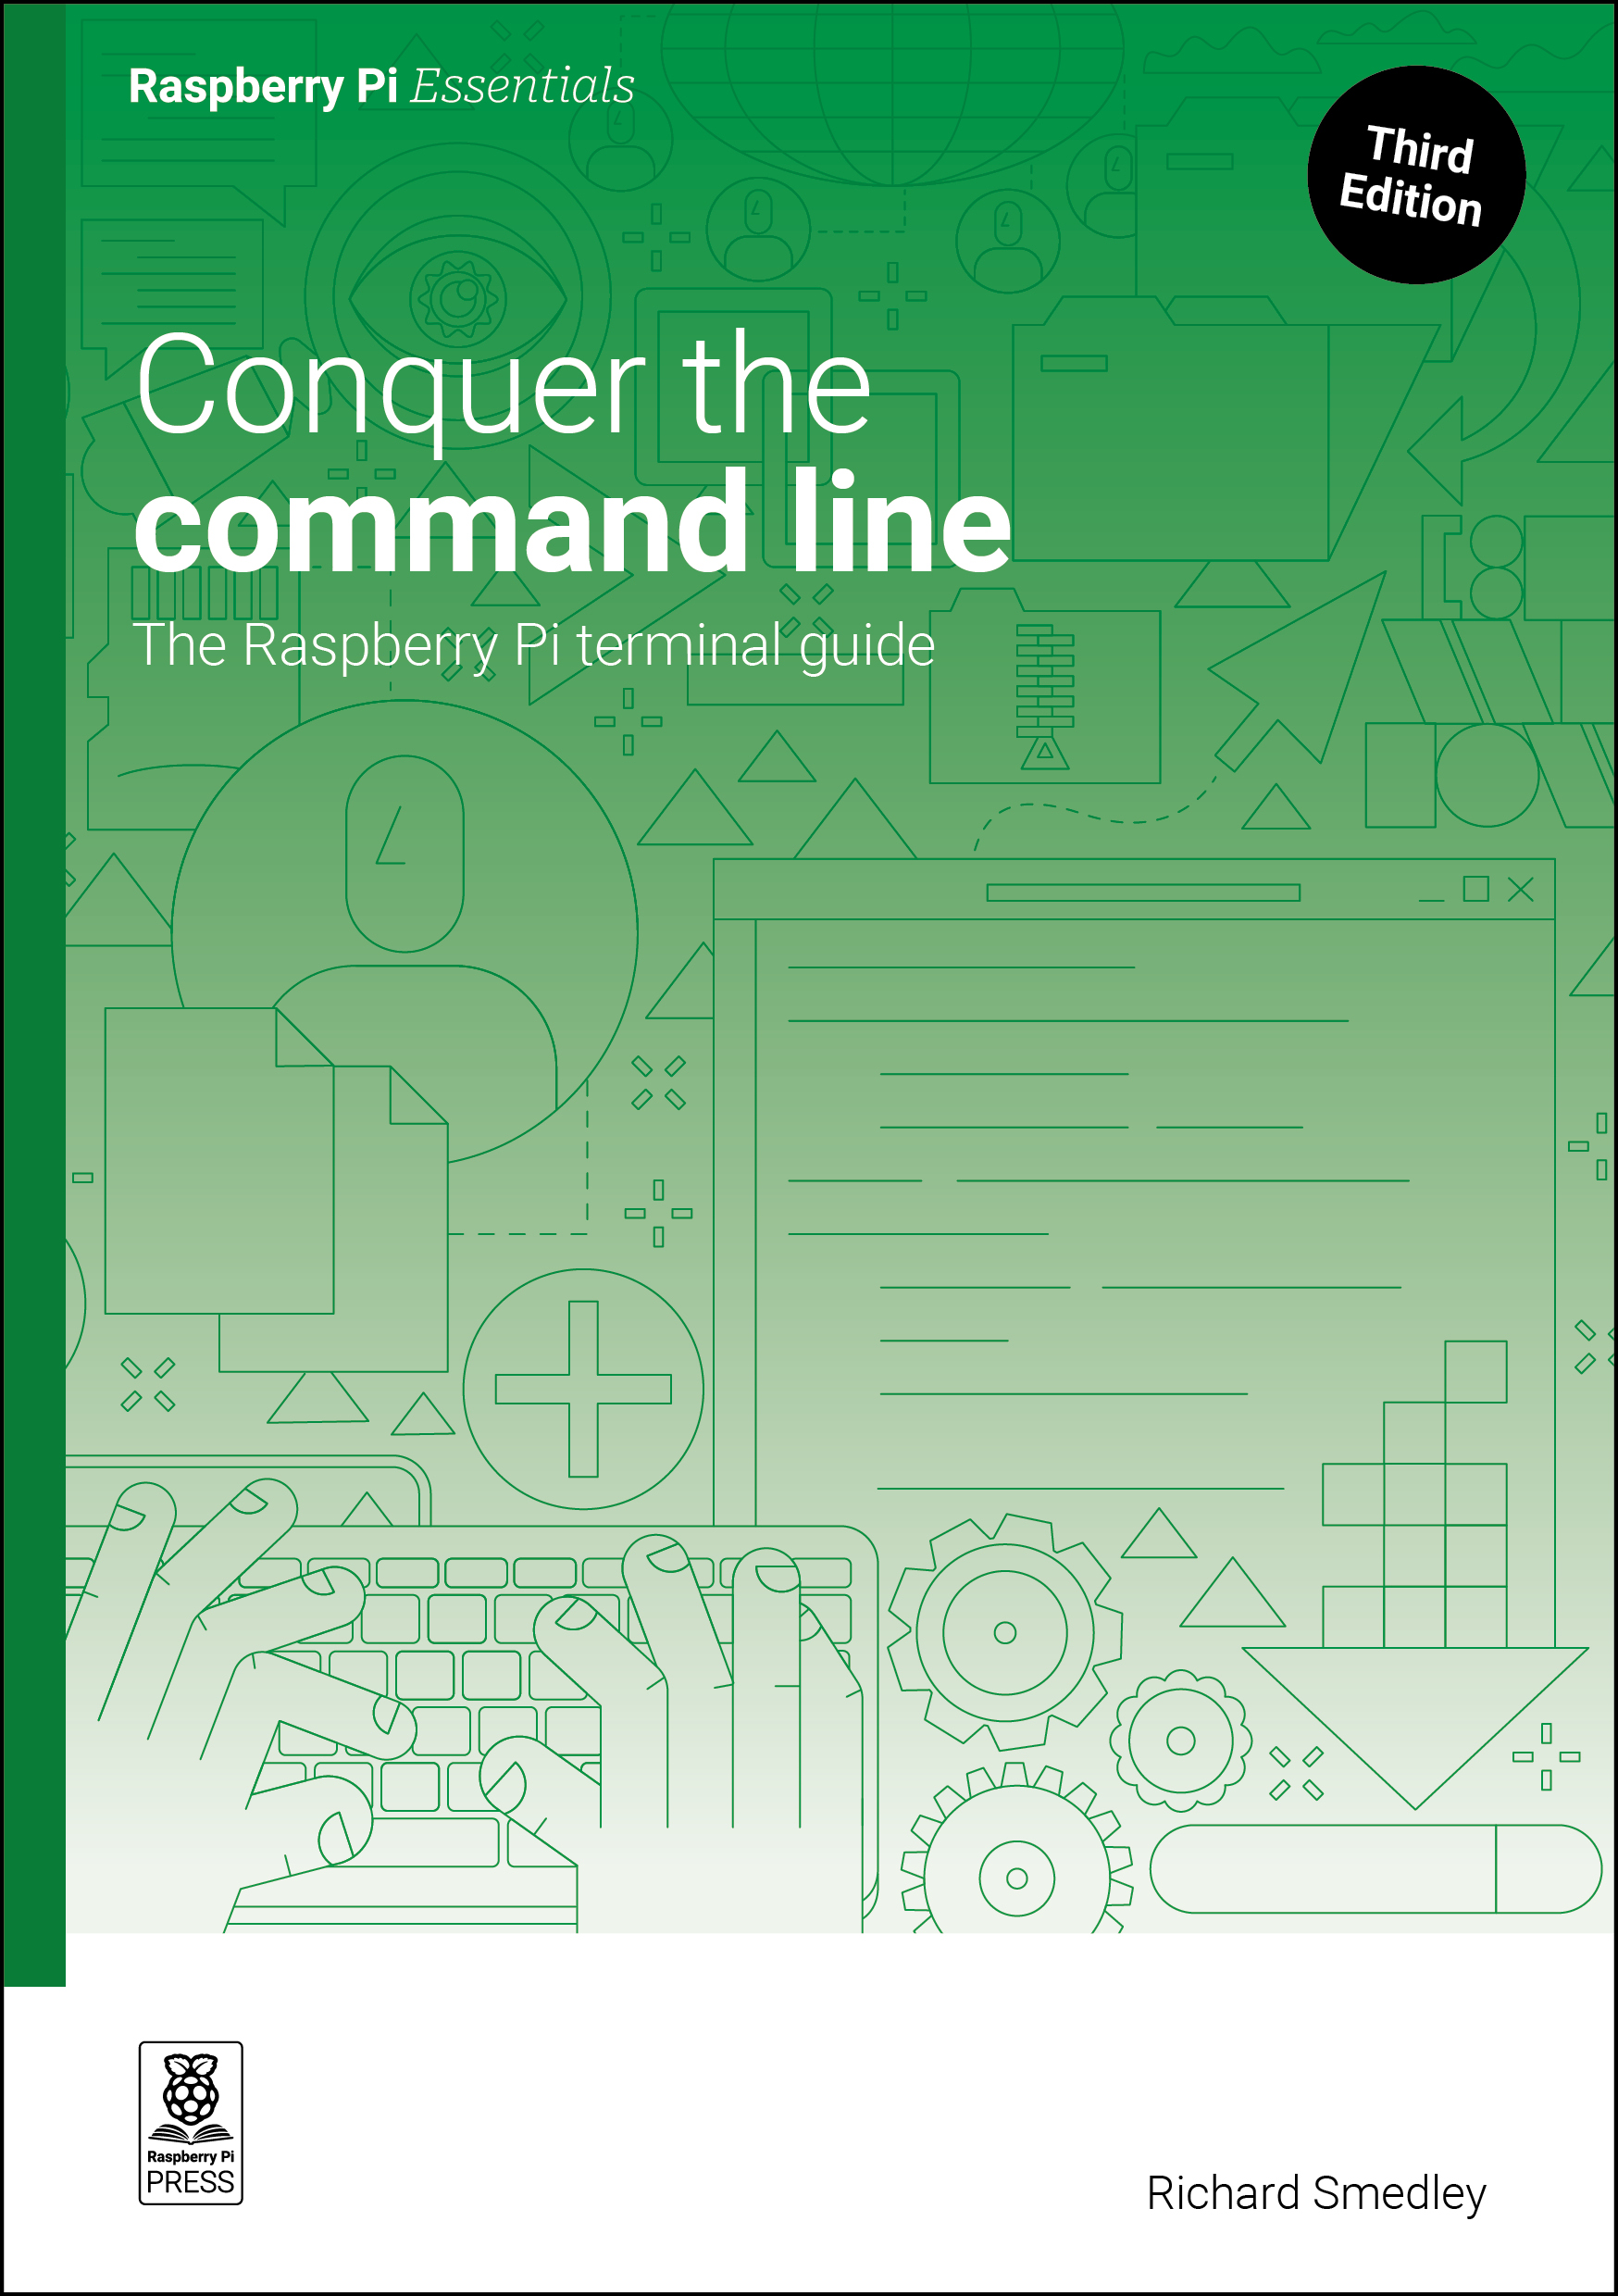 Raspberry Pi Essentials
Third
Edition
Conquer the
command line
The Raspberry Pi terminal guide
Raspberry Pi
PRESS
Richard Smedley